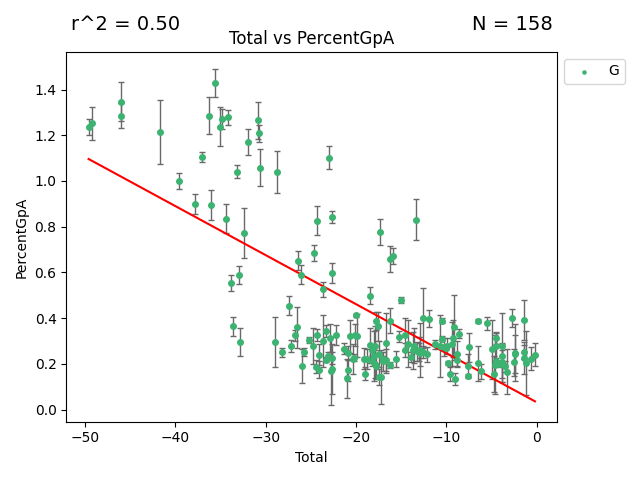 r^2 = 0.50
N = 158
Total vs PercentGpA
G
PercentGpA
1.4
1.2
1.0
0.8
0.6
0.4
0.2
0.0
−50 −40 −30 −20 −10 0
Total